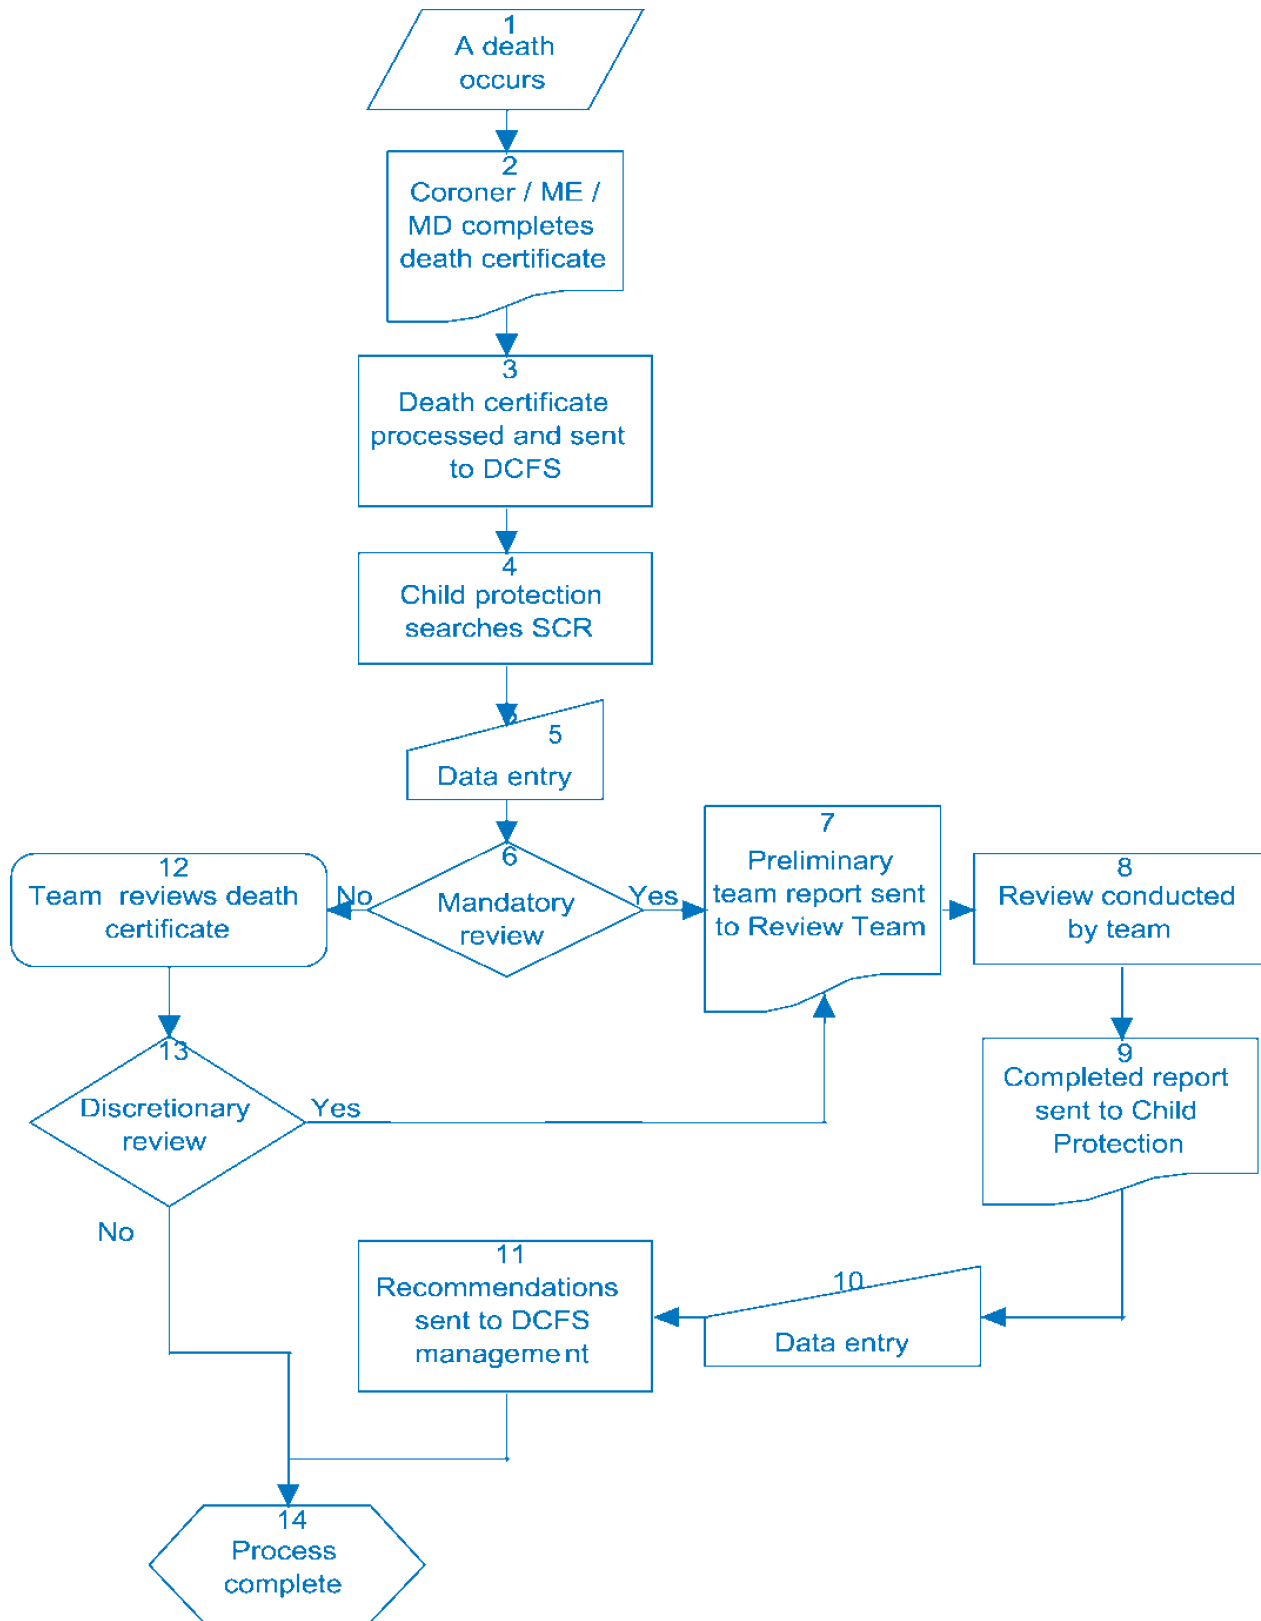 1
A death
occurs
2
Coroner / ME /
MD completes
death certificate
3
Death certificate
processed and sent
to DCFS
4
Child protection
searches SCR
5
Data entry
6
Mandatory
review
No
Yes
7
Preliminary
team report sent
to Review Team
8
Review conducted
by team
9
Completed report
sent to Child
Protection
10
Data entry
11
Recommendations
sent to DCFS
management
12
Team reviews death
certificate
13
Discretionary
review
Yes
No
14
Process
complete